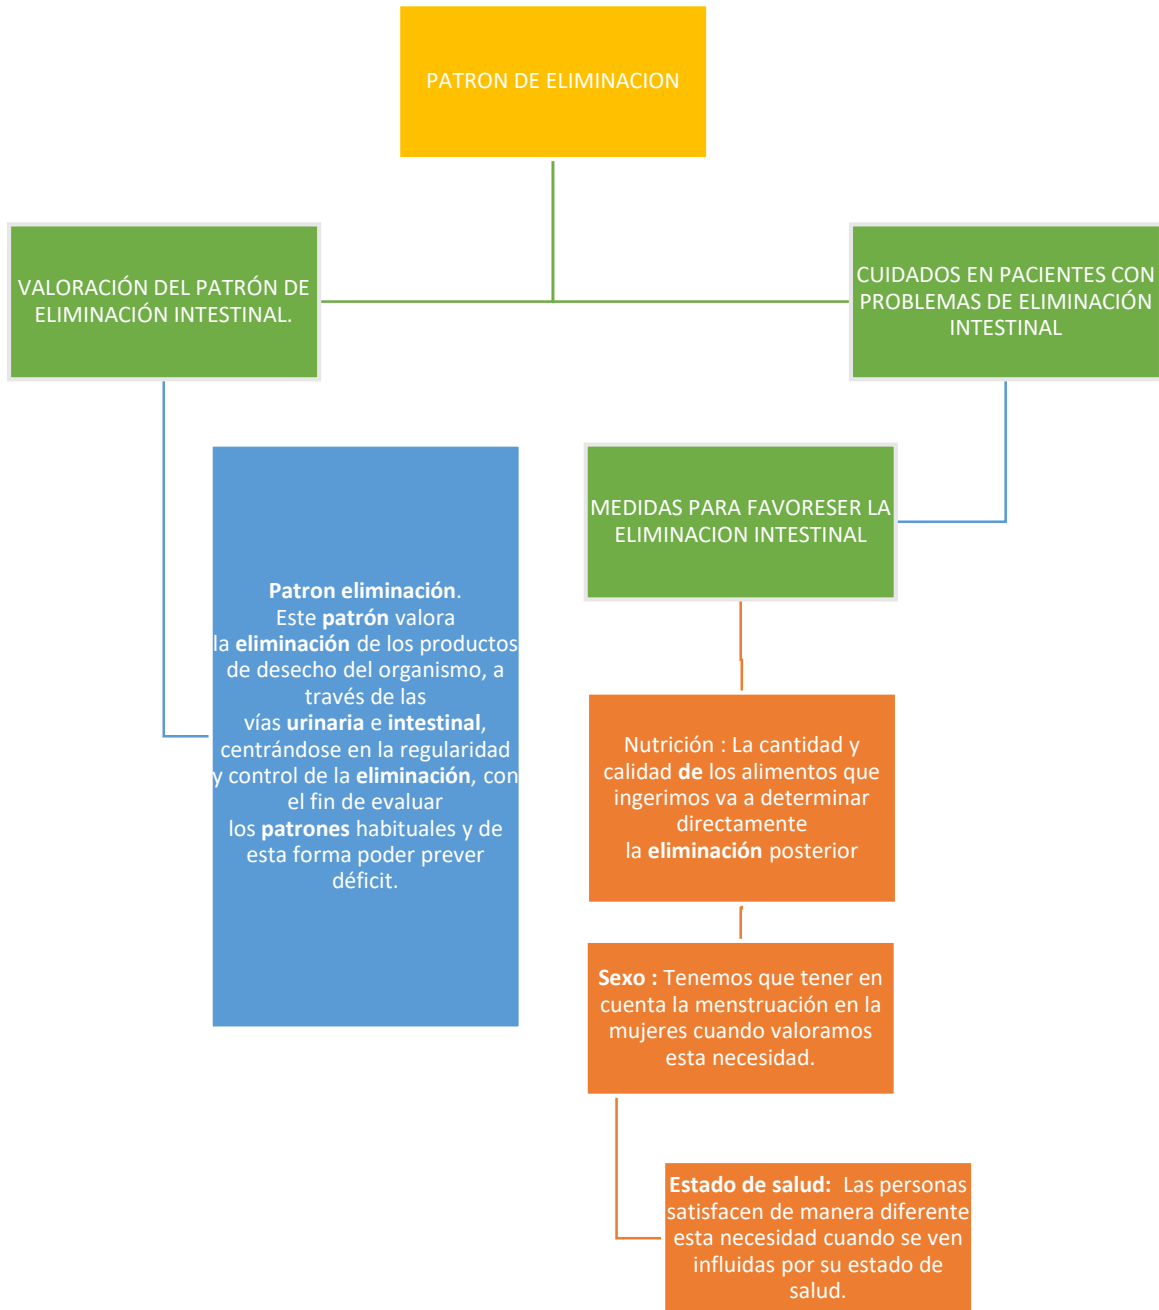 PATRON DE ELIMINACION
VALORACIÓN DEL PATRÓN DE
ELIMINACIÓN INTESTINAL.
CUIDADOS EN PACIENTES CON
PROBLEMAS DE ELIMINACIÓN
INTESTINAL
Patron eliminación.
Este patrón valora
la eliminación de los productos
de desecho del organismo, a
través de las
vías urinaria e intestinal,
centrándose en la regularidad
y control de la eliminación, con
el fin de evaluar
los patrones habituales y de
esta forma poder prever
déficit.
MEDIDAS PARA FAVORESER LA
ELIMINACION INTESTINAL
Nutrición : La cantidad y
calidad de los alimentos que
ingerimos va a determinar
directamente
la eliminación posterior
Sexo : Tenemos que tener en
cuenta la menstruación en la
mujeres cuando valoramos
esta necesidad.
Estado de salud: Las personas
satisfacen de manera diferente
esta necesidad cuando se ven
influidas por su estado de
salud.